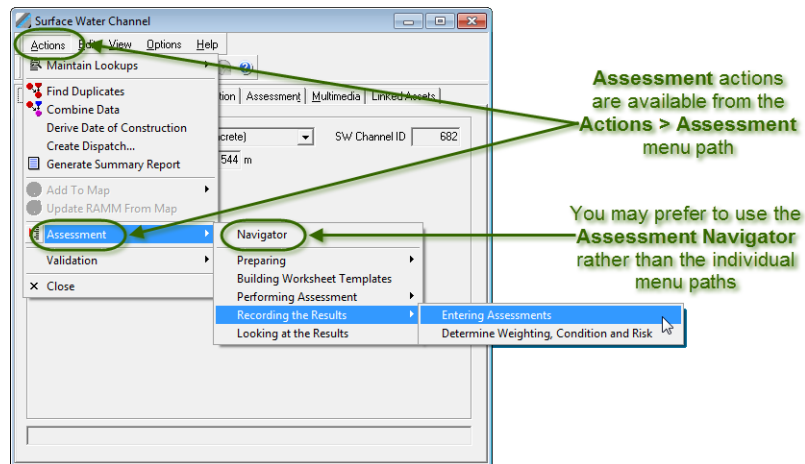 Surface Water Channel
Actions Edit View Options Help
Maintain Lookups
Find Duplicates
Combine Data
Derive Date of Construction
Create Dispatch...
Generate Summary Report
Add To Map
Update RAMM From Map
Assessment
Validation
Close
Assessment Multimedia Linked Assets
SW Channel ID 682
544 m
Navigator
Preparing
Building Worksheet Templates
Performing Assessment
Recording the Results
Looking at the Results
Entering Assessments
Determine Weighting, Condition and Risk
Assessment actions
are available from the
Actions > Assessment
menu path
You may prefer to use the
Assessment Navigator
rather than the individual
menu paths